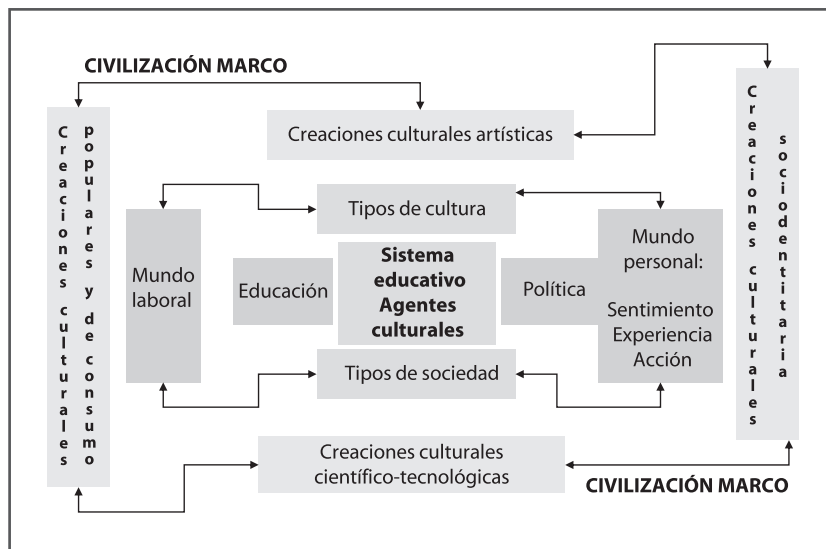 CIVILIZACIÓN MARCO
Creaciones culturales
populares y de consumo
Creaciones culturales artísticas
Creaciones culturales
sociodentitaria
Tipos de cultura
Mundo
laboral
Educación
Sistema
educativo
Agentes
culturales
Política
Mundo
personal:
Sentimiento
Experiencia
Acción
Tipos de sociedad
Creaciones culturales
científico-tecnológicas
CIVILIZACIÓN MARCO